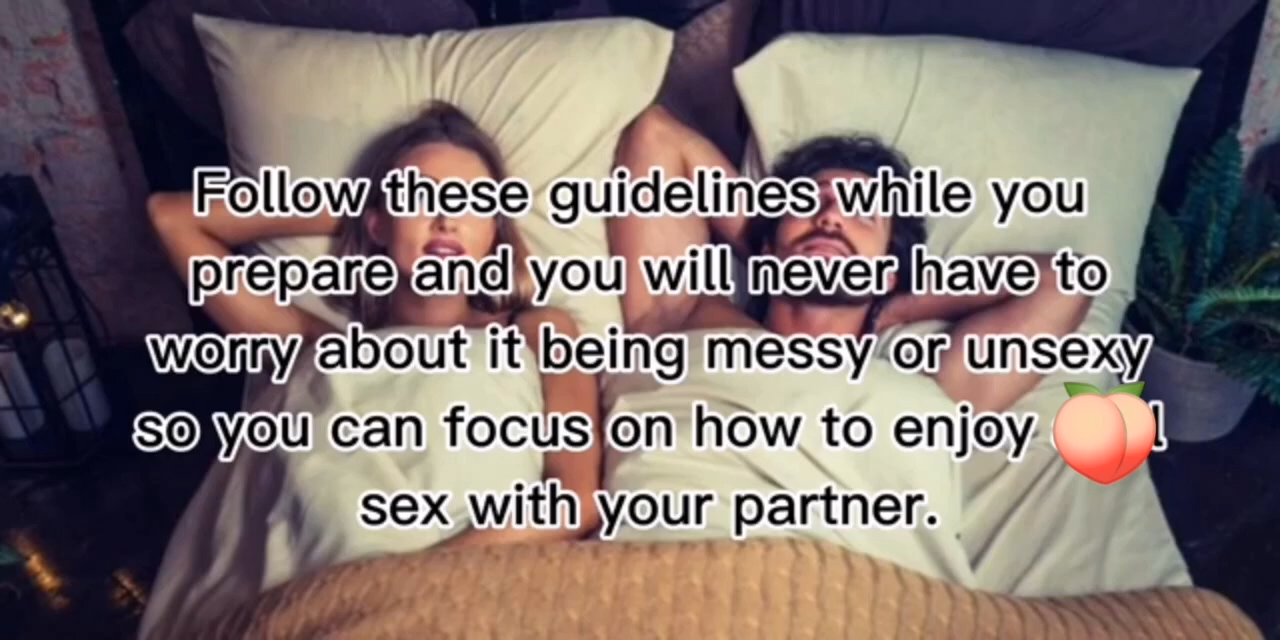 Follow these guidelines while you
prepare and you will never have to
worry about it being messy or unsexy
so you can focus on how to enjoy
sex with your partner.